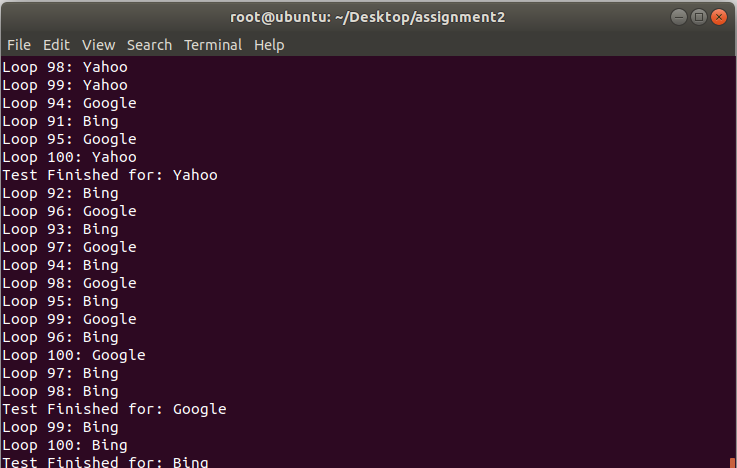 root@ubuntu: ~/Desktop/assignment2
File Edit View Search Terminal Help
Loop 98: Yahoo
Loop 99: Yahoo
Loop 94: Google
Loop 91: Bing
Loop 95: Google
Loop 100: Yahoo
Test Finished for: Yahoo
Loop 92: Bing
Loop 96: Google
Loop 93: Bing
Loop 97: Google
Loop 94: Bing
Loop 98: Google
Loop 95: Bing
Loop 99: Google
Loop 96: Bing
Loop 100: Google
Loop 97: Bing
Loop 98: Bing
Test Finished for: Google
Loop 99: Bing
Loop 100: Bing
Test Finished for: Bing